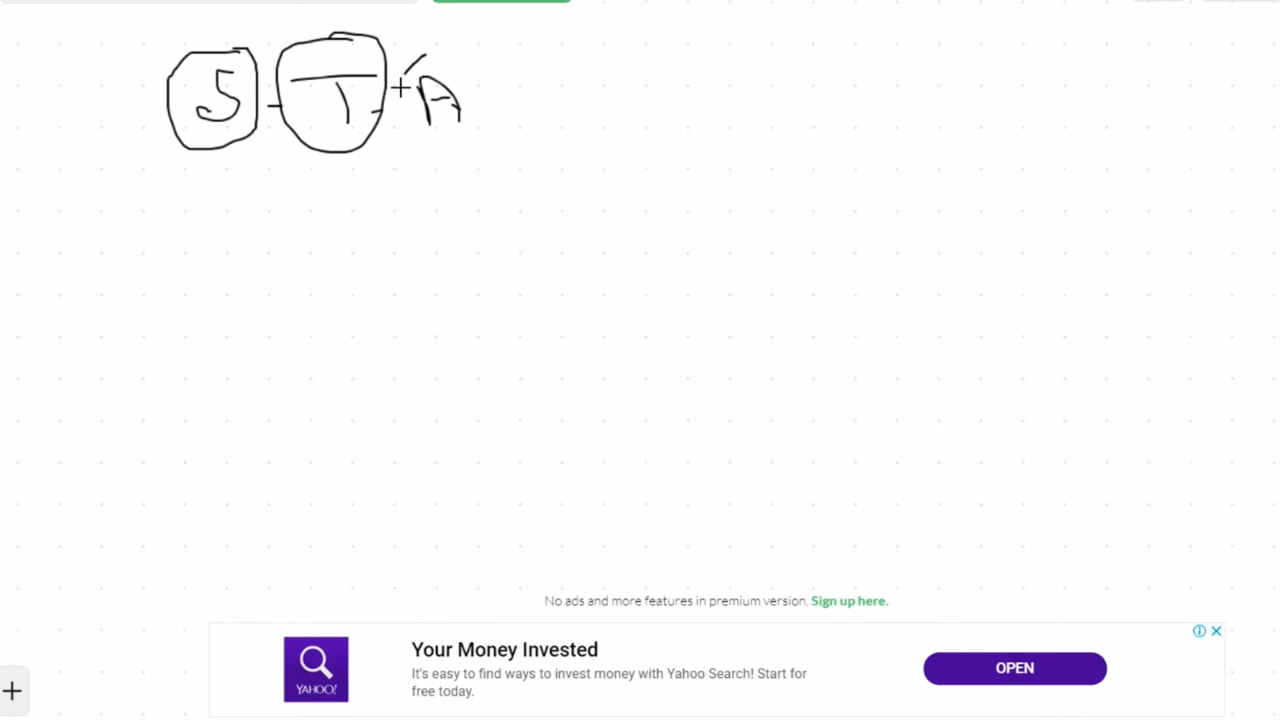 S - T + A
No ads and more features in premium version. Sign up here.
Your Money Invested
It's easy to find ways to invest money with Yahoo Search! Start for
free today.
YAHOO!
OPEN